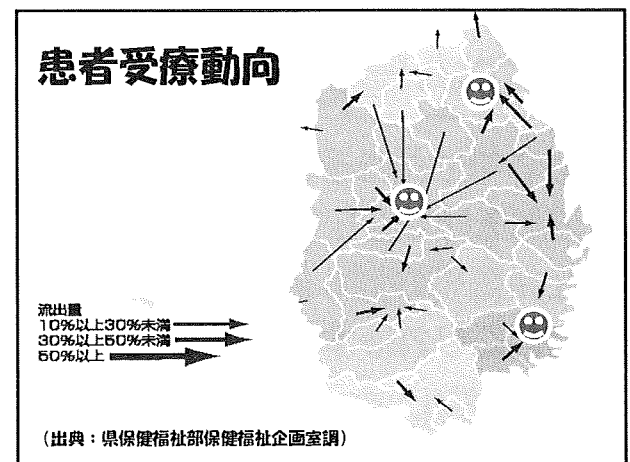 患者受療動向
流出量
10%以上30%未満
30%以上50%未満
50%以上
(出典：県保健福祉部保健福祉企画室調)